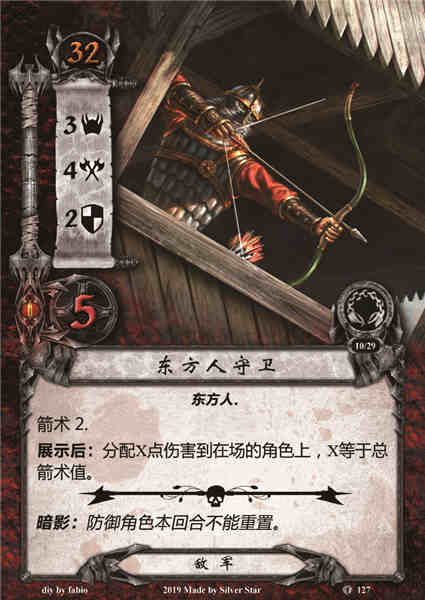 32
3
4
2
5
10/29
东方人守卫
东方人.
箭术 2.
展示后：分配X点伤害到在场的角色上，X等于总
箭术值。
暗影：防御角色本回合不能重置。
敌军
diy by fabio 2019 Made by Silver Star 127